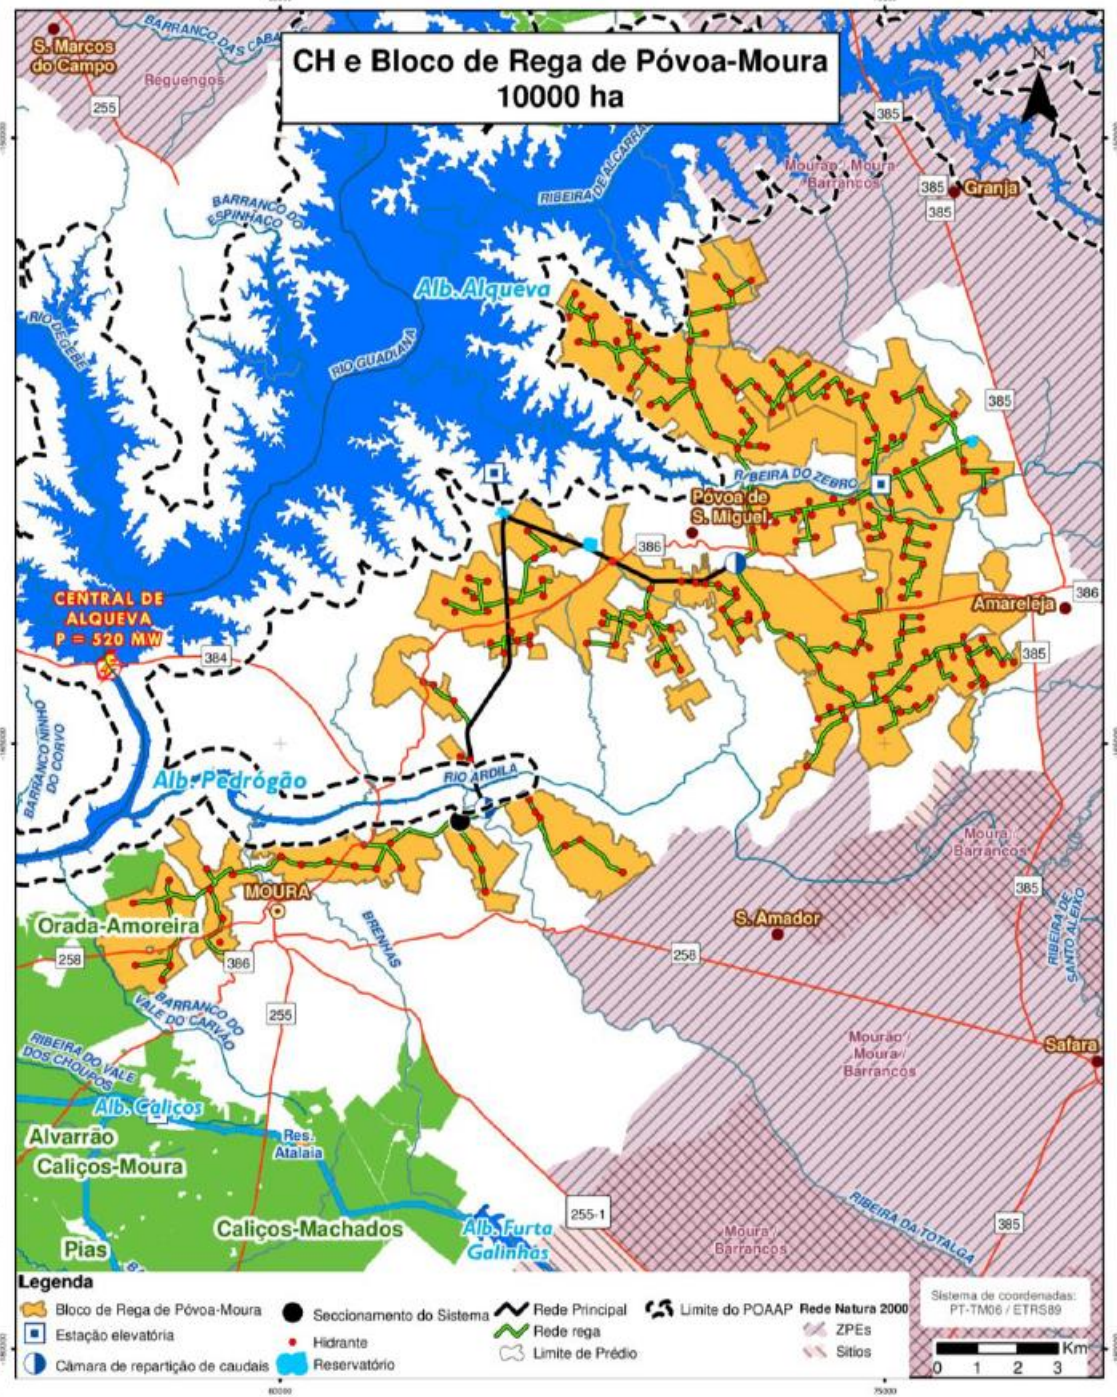 CH e Bloco de Rega de Póvoa-Moura
10000 ha
S. Marcos
do Campo
Reguengos
255
N
385
RIBEIRA DE
Mourão / Moura
Barrancos
385
Granja
385
BARRANCO DO
ESPINHAÇO
Alb. Alqueva
RIO DEGEBE
RIO GUADIANA
385
RIBEIRA DO ZEBRO
Póvoa de
S. Miguel
386
CENTRAL DE
ALQUEVA
P = 520 MW
386
Amareleja
384
385
BARRANCO NINHO
DO CORVO
Alb. Pedrógão
RIO ARDILA
Moura /
Barrancos
385
MOURA
Orada-Amoreira
S. Amador
BRENHAS
RIBEIRA DE
SANTO ALEIXO
258
386
258
BARRANCO DO
VALE DO CARVÃO
255
Mourão /
Moura /
Barrancos
Safara
RIBEIRA DO VALE
DOS CHOUPOS
Alb. Caliços
Alvarrão
Res.
Atalaia
Caliços-Moura
Caliços-Machados
Alb. Furta
Galinhas
255-1
RIBEIRA DA TOTALGA
385
Moura /
Barrancos
Pias
Legenda
Bloco de Rega de Póvoa-Moura
Estação elevatória
Câmara de repartição de caudais
Seccionamento do Sistema
Hidrante
Reservatório
Rede Principal
Rede rega
Limite de Prédio
Limite do POAAP
Rede Natura 2000
ZPEs
Sítios
Sistema de coordenadas:
PT-TM06 / ETRS89
Km
0 1 2 3
60000
75000